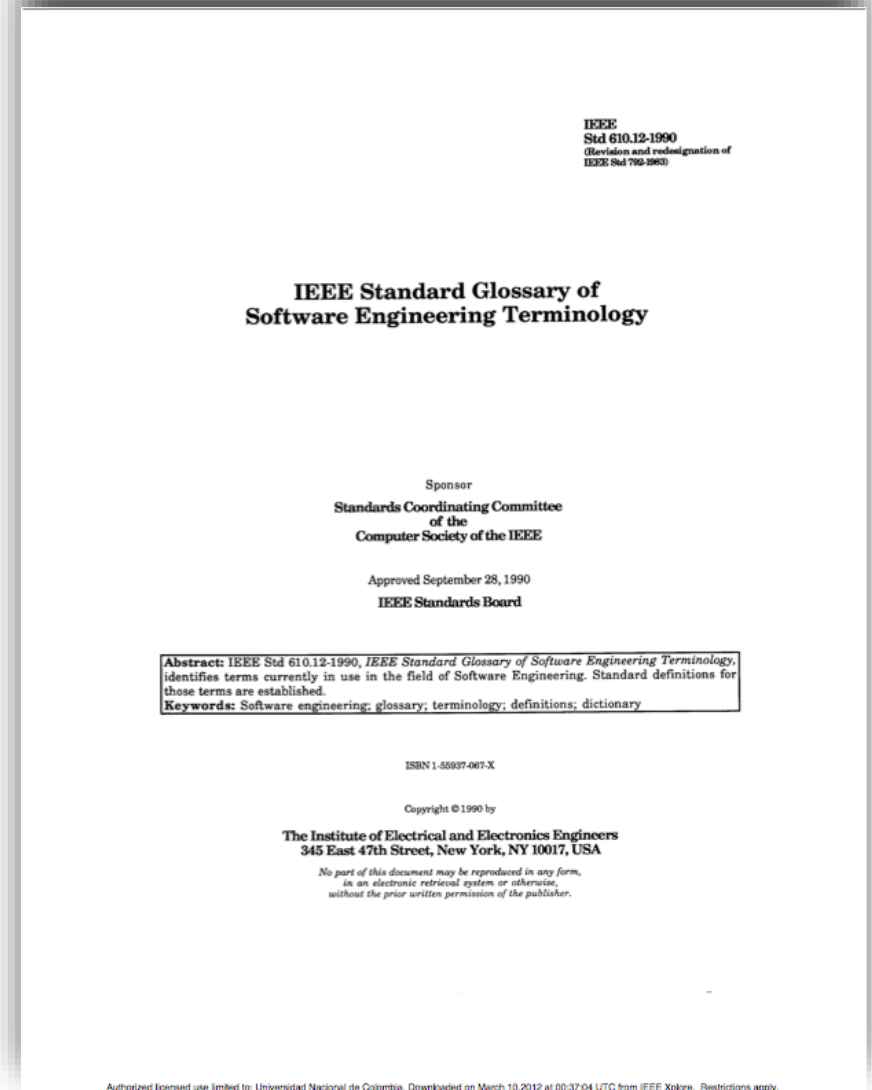 IEEE
Std 610.12-1990
(Revision and redesignation of
IEEE Std 792-1983)
IEEE Standard Glossary of
Software Engineering Terminology
Sponsor
Standards Coordinating Committee
of the
Computer Society of the IEEE
Approved September 28, 1990
IEEE Standards Board
Abstract: IEEE Std 610.12-1990, IEEE Standard Glossary of Software Engineering Terminology,
identifies terms currently in use in the field of Software Engineering. Standard definitions for
those terms are established.
Keywords: Software engineering; glossary; terminology; definitions; dictionary
ISBN 1-55937-067-X
Copyright © 1990 by
The Institute of Electrical and Electronics Engineers
345 East 47th Street, New York, NY 10017, USA
No part of this document may be reproduced in any form,
in an electronic retrieval system or otherwise,
without the prior written permission of the publisher.
Authorized licensed use limited to: Universidad Nacional de Colombia. Downloaded on March 10,2012 at 00:37:04 UTC from IEEE Xplore. Restrictions apply.